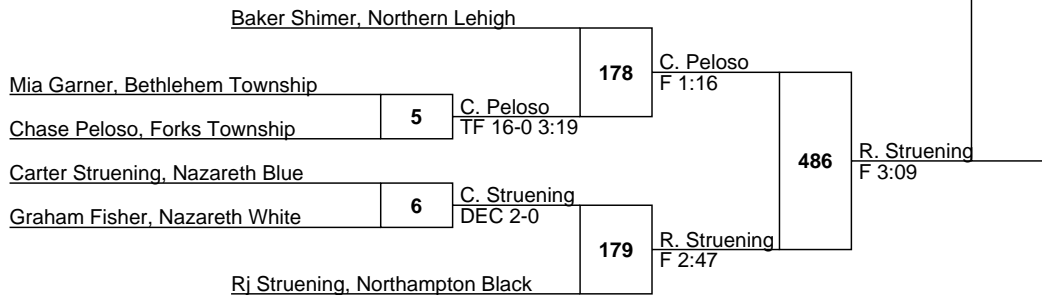 Baker Shimer, Northern Lehigh
178
C. Peloso
F 1:16
Mia Garner, Bethlehem Township
5
C. Peloso
TF 16-0 3:19
Chase Peloso, Forks Township
486
R. Struening
F 3:09
Carter Struening, Nazareth Blue
6
C. Struening
DEC 2-0
Graham Fisher, Nazareth White
179
R. Struening
F 2:47
Rj Struening, Northampton Black